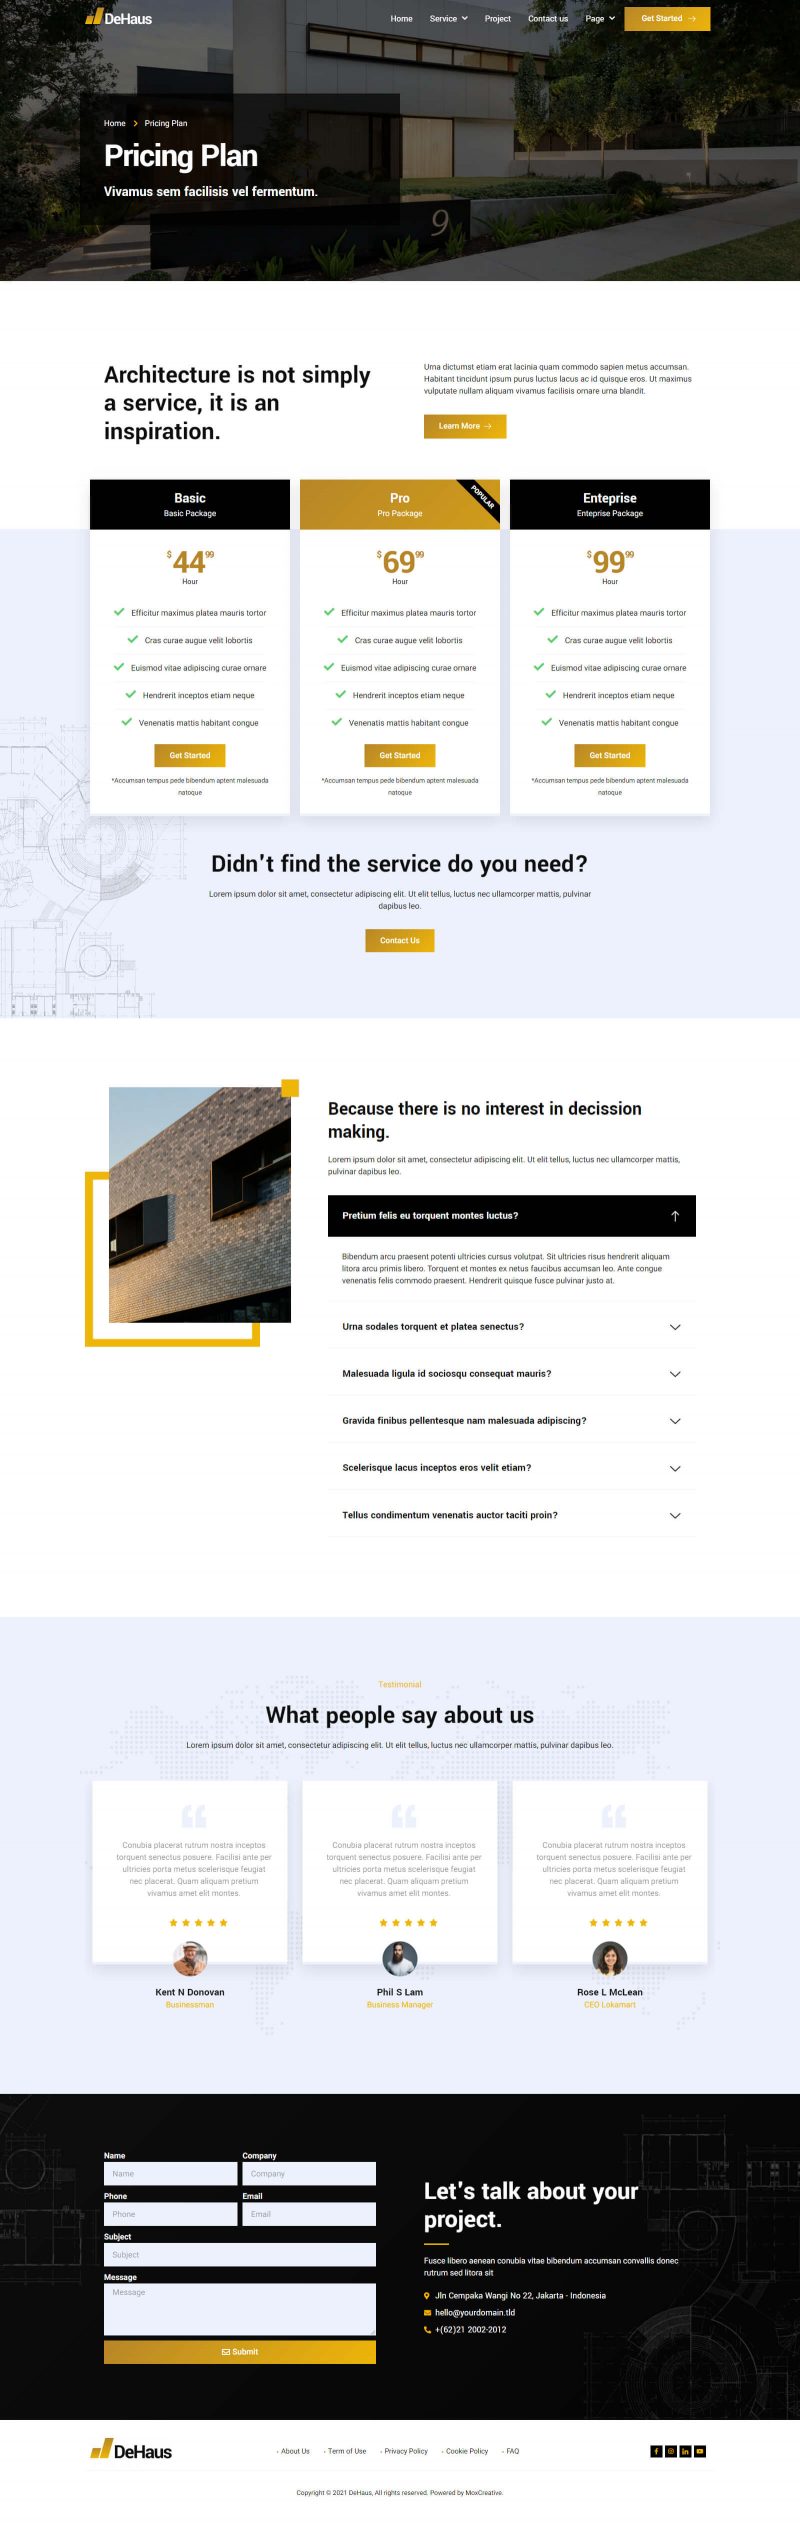 DeHaus
Home Service Project Contact us Page Get Started
9
Home Pricing Plan
Pricing Plan
Vivamus sem facilisis vel fermentum.
Architecture is not simply
a service, it is an
inspiration.
Urna dictumst etiam erat lacinia quam commodo sapien metus accumsan.
Habitant tincidunt ipsum purus luctus lacus ac id quisque eros. Ut maximus
vulputate nullam aliquam vivamus facilisis ornare urna blandit.
Learn More
Basic
Basic Package
$44.99
Hour
Efficitur maximus platea mauris tortor
Cras curae augue velit lobortis
Euismod vitae adipiscing curae ornare
Hendrerit inceptos etiam neque
Venenatis mattis habitant congue
Get Started
*Accumsan tempus pede bibendum aptent malesuada
natoque
Pro
Pro Package
POPULAR
$69.99
Hour
Efficitur maximus platea mauris tortor
Cras curae augue velit lobortis
Euismod vitae adipiscing curae ornare
Hendrerit inceptos etiam neque
Venenatis mattis habitant congue
Get Started
*Accumsan tempus pede bibendum aptent malesuada
natoque
Enteprise
Enteprise Package
$99.99
Hour
Efficitur maximus platea mauris tortor
Cras curae augue velit lobortis
Euismod vitae adipiscing curae ornare
Hendrerit inceptos etiam neque
Venenatis mattis habitant congue
Get Started
*Accumsan tempus pede bibendum aptent malesuada
natoque
Didn't find the service do you need?
Lorem ipsum dolor sit amet, consectetur adipiscing elit. Ut elit tellus, luctus nec ullamcorper mattis, pulvinar
dapibus leo.
Contact Us
Because there is no interest in decission
making.
Lorem ipsum dolor sit amet, consectetur adipiscing elit. Ut elit tellus, luctus nec ullamcorper mattis,
pulvinar dapibus leo.
Pretium felis eu torquent montes luctus?
Bibendum arcu praesent potenti ultricies cursus volutpat. Sit ultricies risus hendrerit aliquam
litora arcu primis libero. Torquent et montes ex netus faucibus accumsan leo. Ante congue
venenatis felis commodo praesent. Hendrerit quisque fusce pulvinar justo at.
Urna sodales torquent et platea senectus?
Malesuada ligula id sociosqu consequat mauris?
Gravida finibus pellentesque nam malesuada adipiscing?
Scelerisque lacus inceptos eros velit etiam?
Tellus condimentum venenatis auctor taciti proin?
Testimonial
What people say about us
Lorem ipsum dolor sit amet, consectetur adipiscing elit. Ut elit tellus, luctus nec ullamcorper mattis, pulvinar dapibus leo.
Conubia placerat rutrum nostra inceptos
torquent senectus posuere. Facilisi ante per
ultricies porta metus scelerisque feugiat
nec placerat. Quam aliquam pretium
vivamus amet elit montes.
Kent N Donovan
Businessman
Conubia placerat rutrum nostra inceptos
torquent senectus posuere. Facilisi ante per
ultricies porta metus scelerisque feugiat
nec placerat. Quam aliquam pretium
vivamus amet elit montes.
Phil S Lam
Business Manager
Conubia placerat rutrum nostra inceptos
torquent senectus posuere. Facilisi ante per
ultricies porta metus scelerisque feugiat
nec placerat. Quam aliquam pretium
vivamus amet elit montes.
Rose L McLean
CEO Lokamart
Name Company
Name Company
Phone Email
Phone Email
Subject
Subject
Message
Message
Submit
Let's talk about your
project.
Fusce libero aenean conubia vitae bibendum accumsan convallis donec
rutrum sed litora sit
Jln Cempaka Wangi No 22, Jakarta - Indonesia
hello@yourdomain.tld
+(62)21 2002-2012
DeHaus
About Us Term of Use Privacy Policy Cookie Policy FAQ
Copyright © 2021 DeHaus, All rights reserved. Powered by MoxCreative.